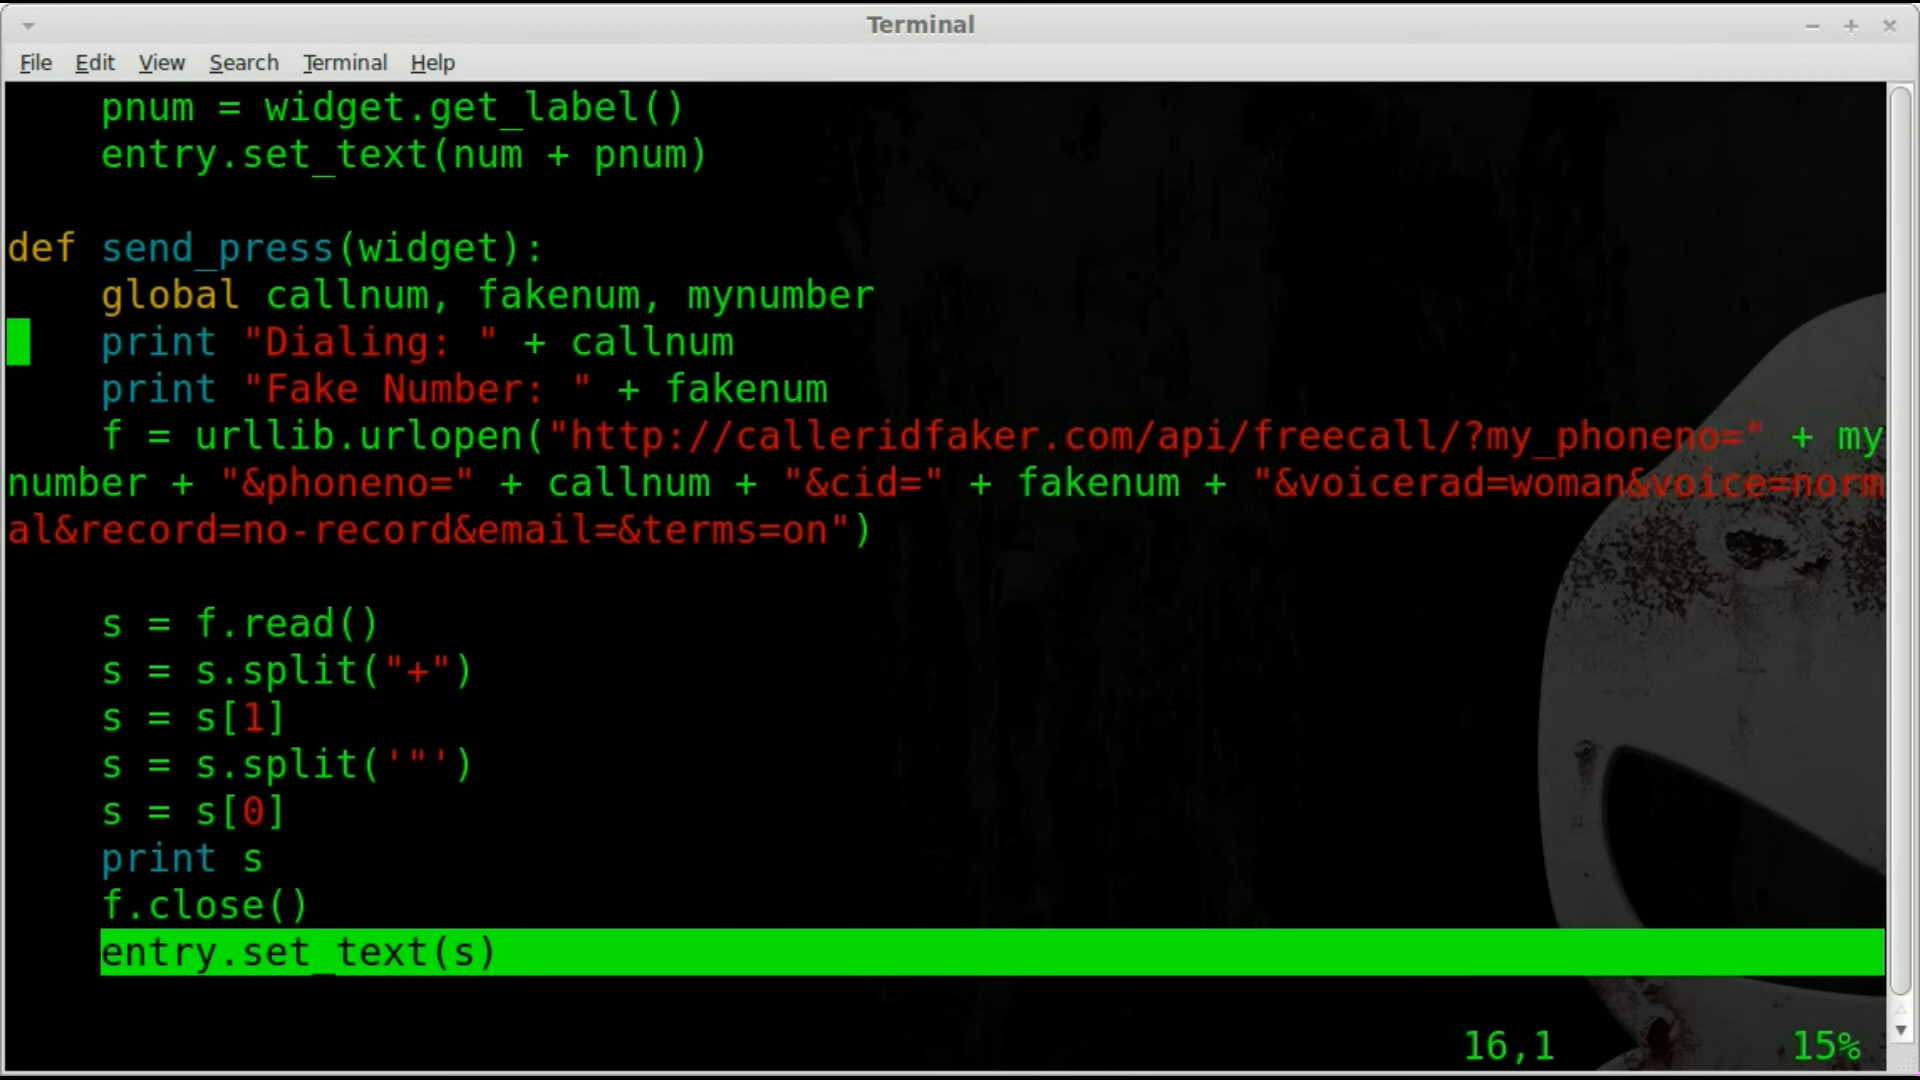 Terminal
File Edit View Search Terminal Help
pnum = widget.get_label()
entry.set_text(num + pnum)
def send_press(widget):
global callnum, fakenum, mynumber
print "Dialing: " + callnum
print "Fake Number: " + fakenum
f = urllib.urlopen("http://calleridfaker.com/api/freecall/?my_phoneno=" + my
number + "&phoneno=" + callnum + "&cid=" + fakenum + "&voicerad=woman&voice=norm
al&record=no-record&email=&terms=on")
s = f.read()
s = s.split("+")
s = s[1]
s = s.split('"')
s = s[0]
print s
f.close()
entry.set_text(s)
16,1 15%